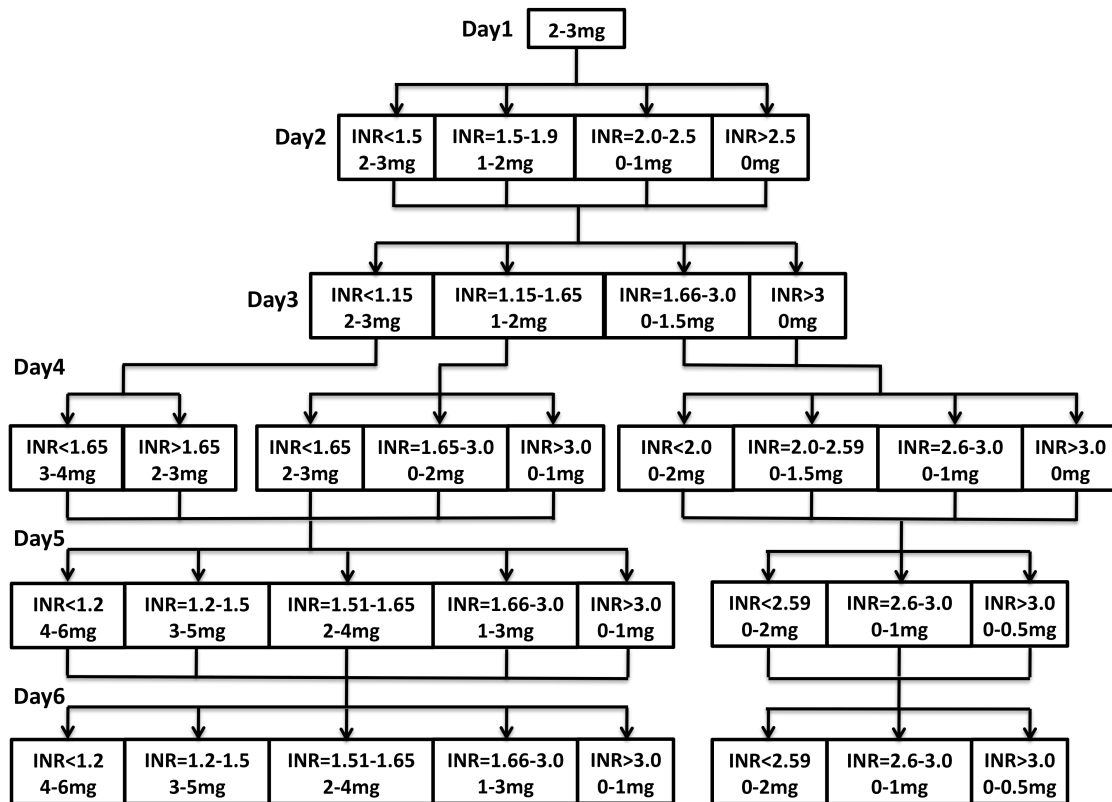 Day1
2-3mg
Day2
INR<1.5
2-3mg
INR=1.5-1.9
1-2mg
INR=2.0-2.5
0-1mg
INR>2.5
0mg
Day3
INR<1.15
2-3mg
INR=1.15-1.65
1-2mg
INR=1.66-3.0
0-1.5mg
INR>3
0mg
Day4
INR<1.65
3-4mg
INR>1.65
2-3mg
INR<1.65
2-3mg
INR=1.65-3.0
0-2mg
INR>3.0
0-1mg
INR<2.0
0-2mg
INR=2.0-2.59
0-1.5mg
INR=2.6-3.0
0-1mg
INR>3.0
0mg
Day5
INR<1.2
4-6mg
INR=1.2-1.5
3-5mg
INR=1.51-1.65
2-4mg
INR=1.66-3.0
1-3mg
INR>3.0
0-1mg
INR<2.59
0-2mg
INR=2.6-3.0
0-1mg
INR>3.0
0-0.5mg
Day6
INR<1.2
4-6mg
INR=1.2-1.5
3-5mg
INR=1.51-1.65
2-4mg
INR=1.66-3.0
1-3mg
INR>3.0
0-1mg
INR<2.59
0-2mg
INR=2.6-3.0
0-1mg
INR>3.0
0-0.5mg